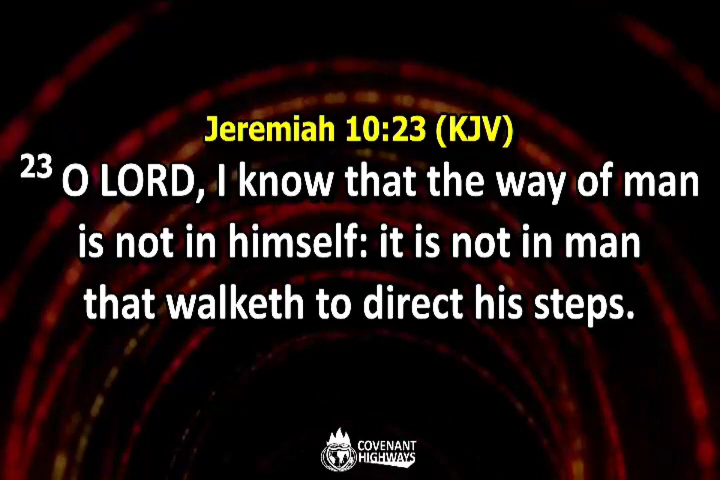 Jeremiah 10:23 (KJV)
23 O LORD, I know that the way of man
is not in himself: it is not in man
that walketh to direct his steps.
COVENANT
HIGHWAYS